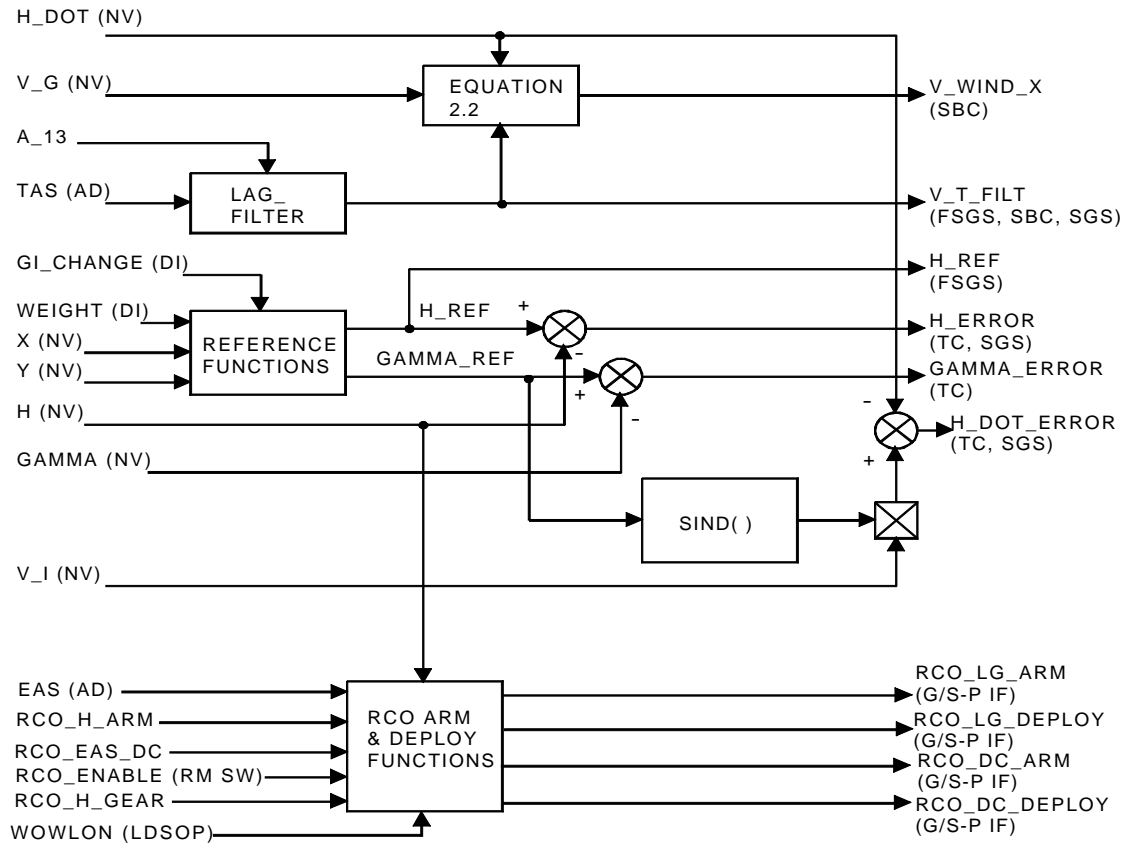 H_DOT (NV)
V_G (NV)
EQUATION
2.2
V_WIND_X
(SBC)
A_13
TAS (AD)
LAG_
FILTER
V_T_FILT
(FSGS, SBC, SGS)
GI_CHANGE (DI)
H_REF
(FSGS)
WEIGHT (DI)
X (NV)
Y (NV)
REFERENCE
FUNCTIONS
H_REF
+
-
H_ERROR
(TC, SGS)
GAMMA_REF
+
-
GAMMA_ERROR
(TC)
H (NV)
-
+
H_DOT_ERROR
(TC, SGS)
GAMMA (NV)
SIND( )
V_I (NV)
EAS (AD)
RCO_H_ARM
RCO_EAS_DC
RCO_ENABLE (RM SW)
RCO_H_GEAR
WOWLON (LDSOP)
RCO ARM
& DEPLOY
FUNCTIONS
RCO_LG_ARM
(G/S-P IF)
RCO_LG_DEPLOY
(G/S-P IF)
RCO_DC_ARM
(G/S-P IF)
RCO_DC_DEPLOY
(G/S-P IF)